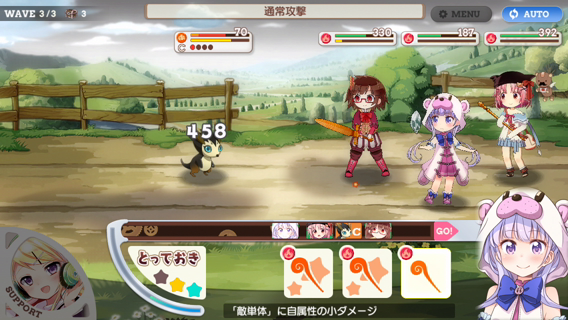 WAVE 3/3 3
通常攻撃
MENU
AUTO
70
C
330
187
392
458
C
GO!
とっておき
SUPPORT
「敵単体」に自属性の小ダメージ